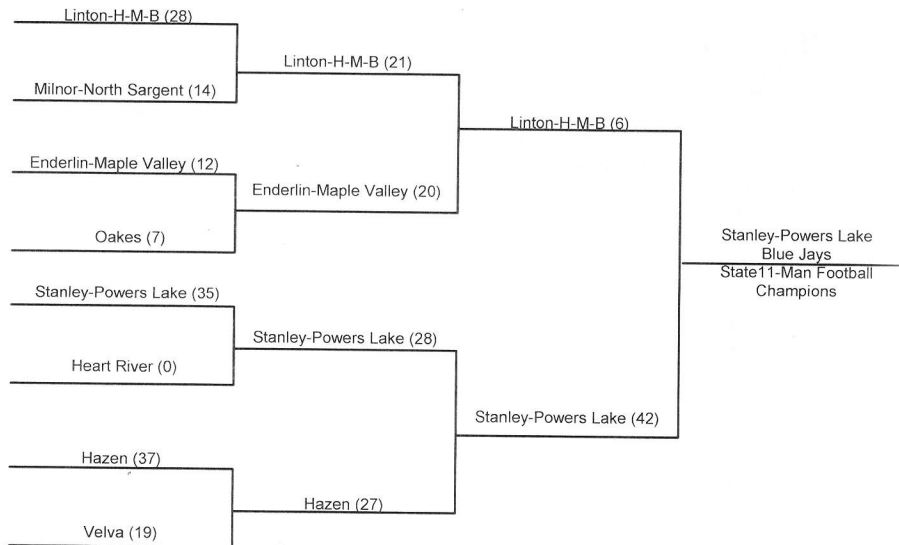 Linton-H-M-B (28)
Milnor-North Sargent (14)
Enderlin-Maple Valley (12)
Oakes (7)
Stanley-Powers Lake (35)
Heart River (0)
Hazen (37)
Velva (19)
Linton-H-M-B (21)
Enderlin-Maple Valley (20)
Stanley-Powers Lake (28)
Hazen (27)
Linton-H-M-B (6)
Stanley-Powers Lake (42)
Stanley-Powers Lake
Blue Jays
State11-Man Football
Champions